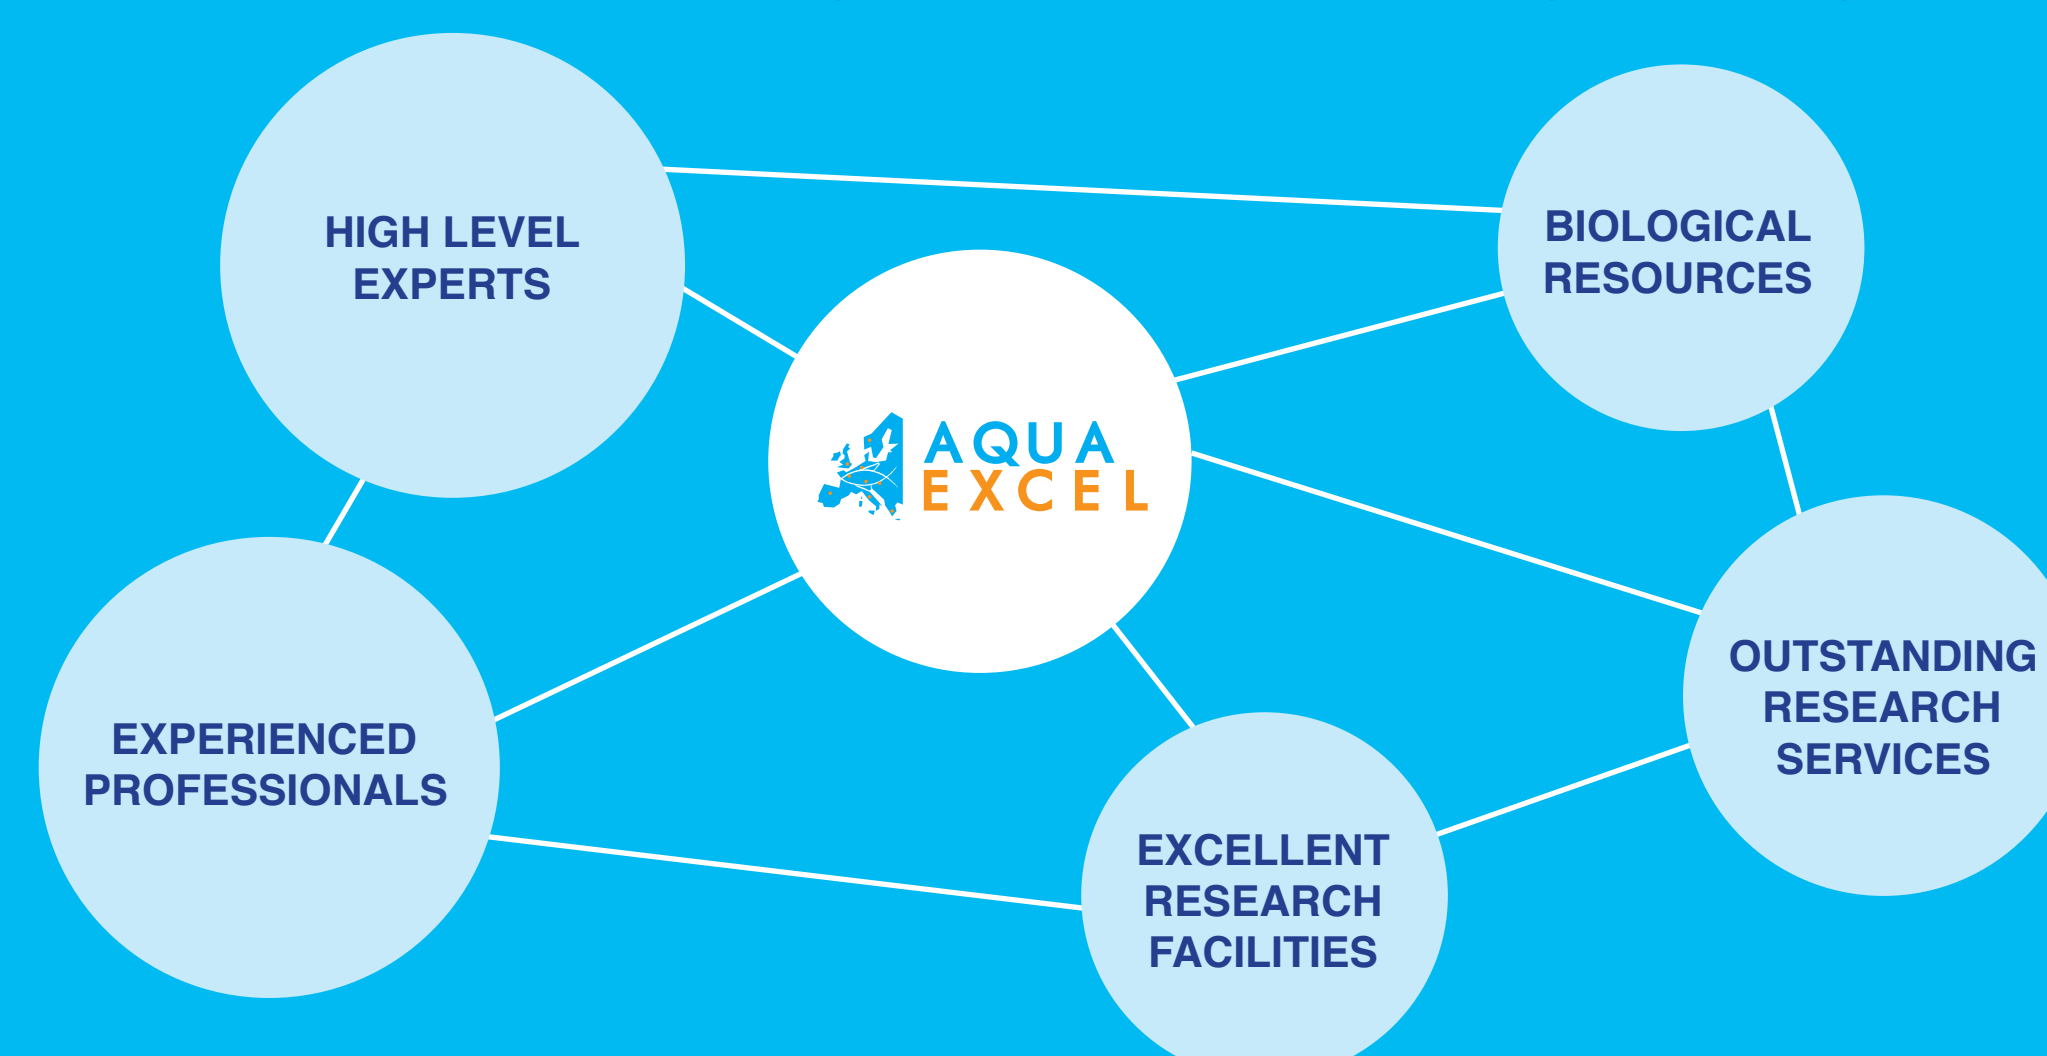 HIGH LEVEL
EXPERTS
BIOLOGICAL
RESOURCES
AQUA
EXCEL
OUTSTANDING
RESEARCH
SERVICES
EXPERIENCED
PROFESSIONALS
EXCELLENT
RESEARCH
FACILITIES